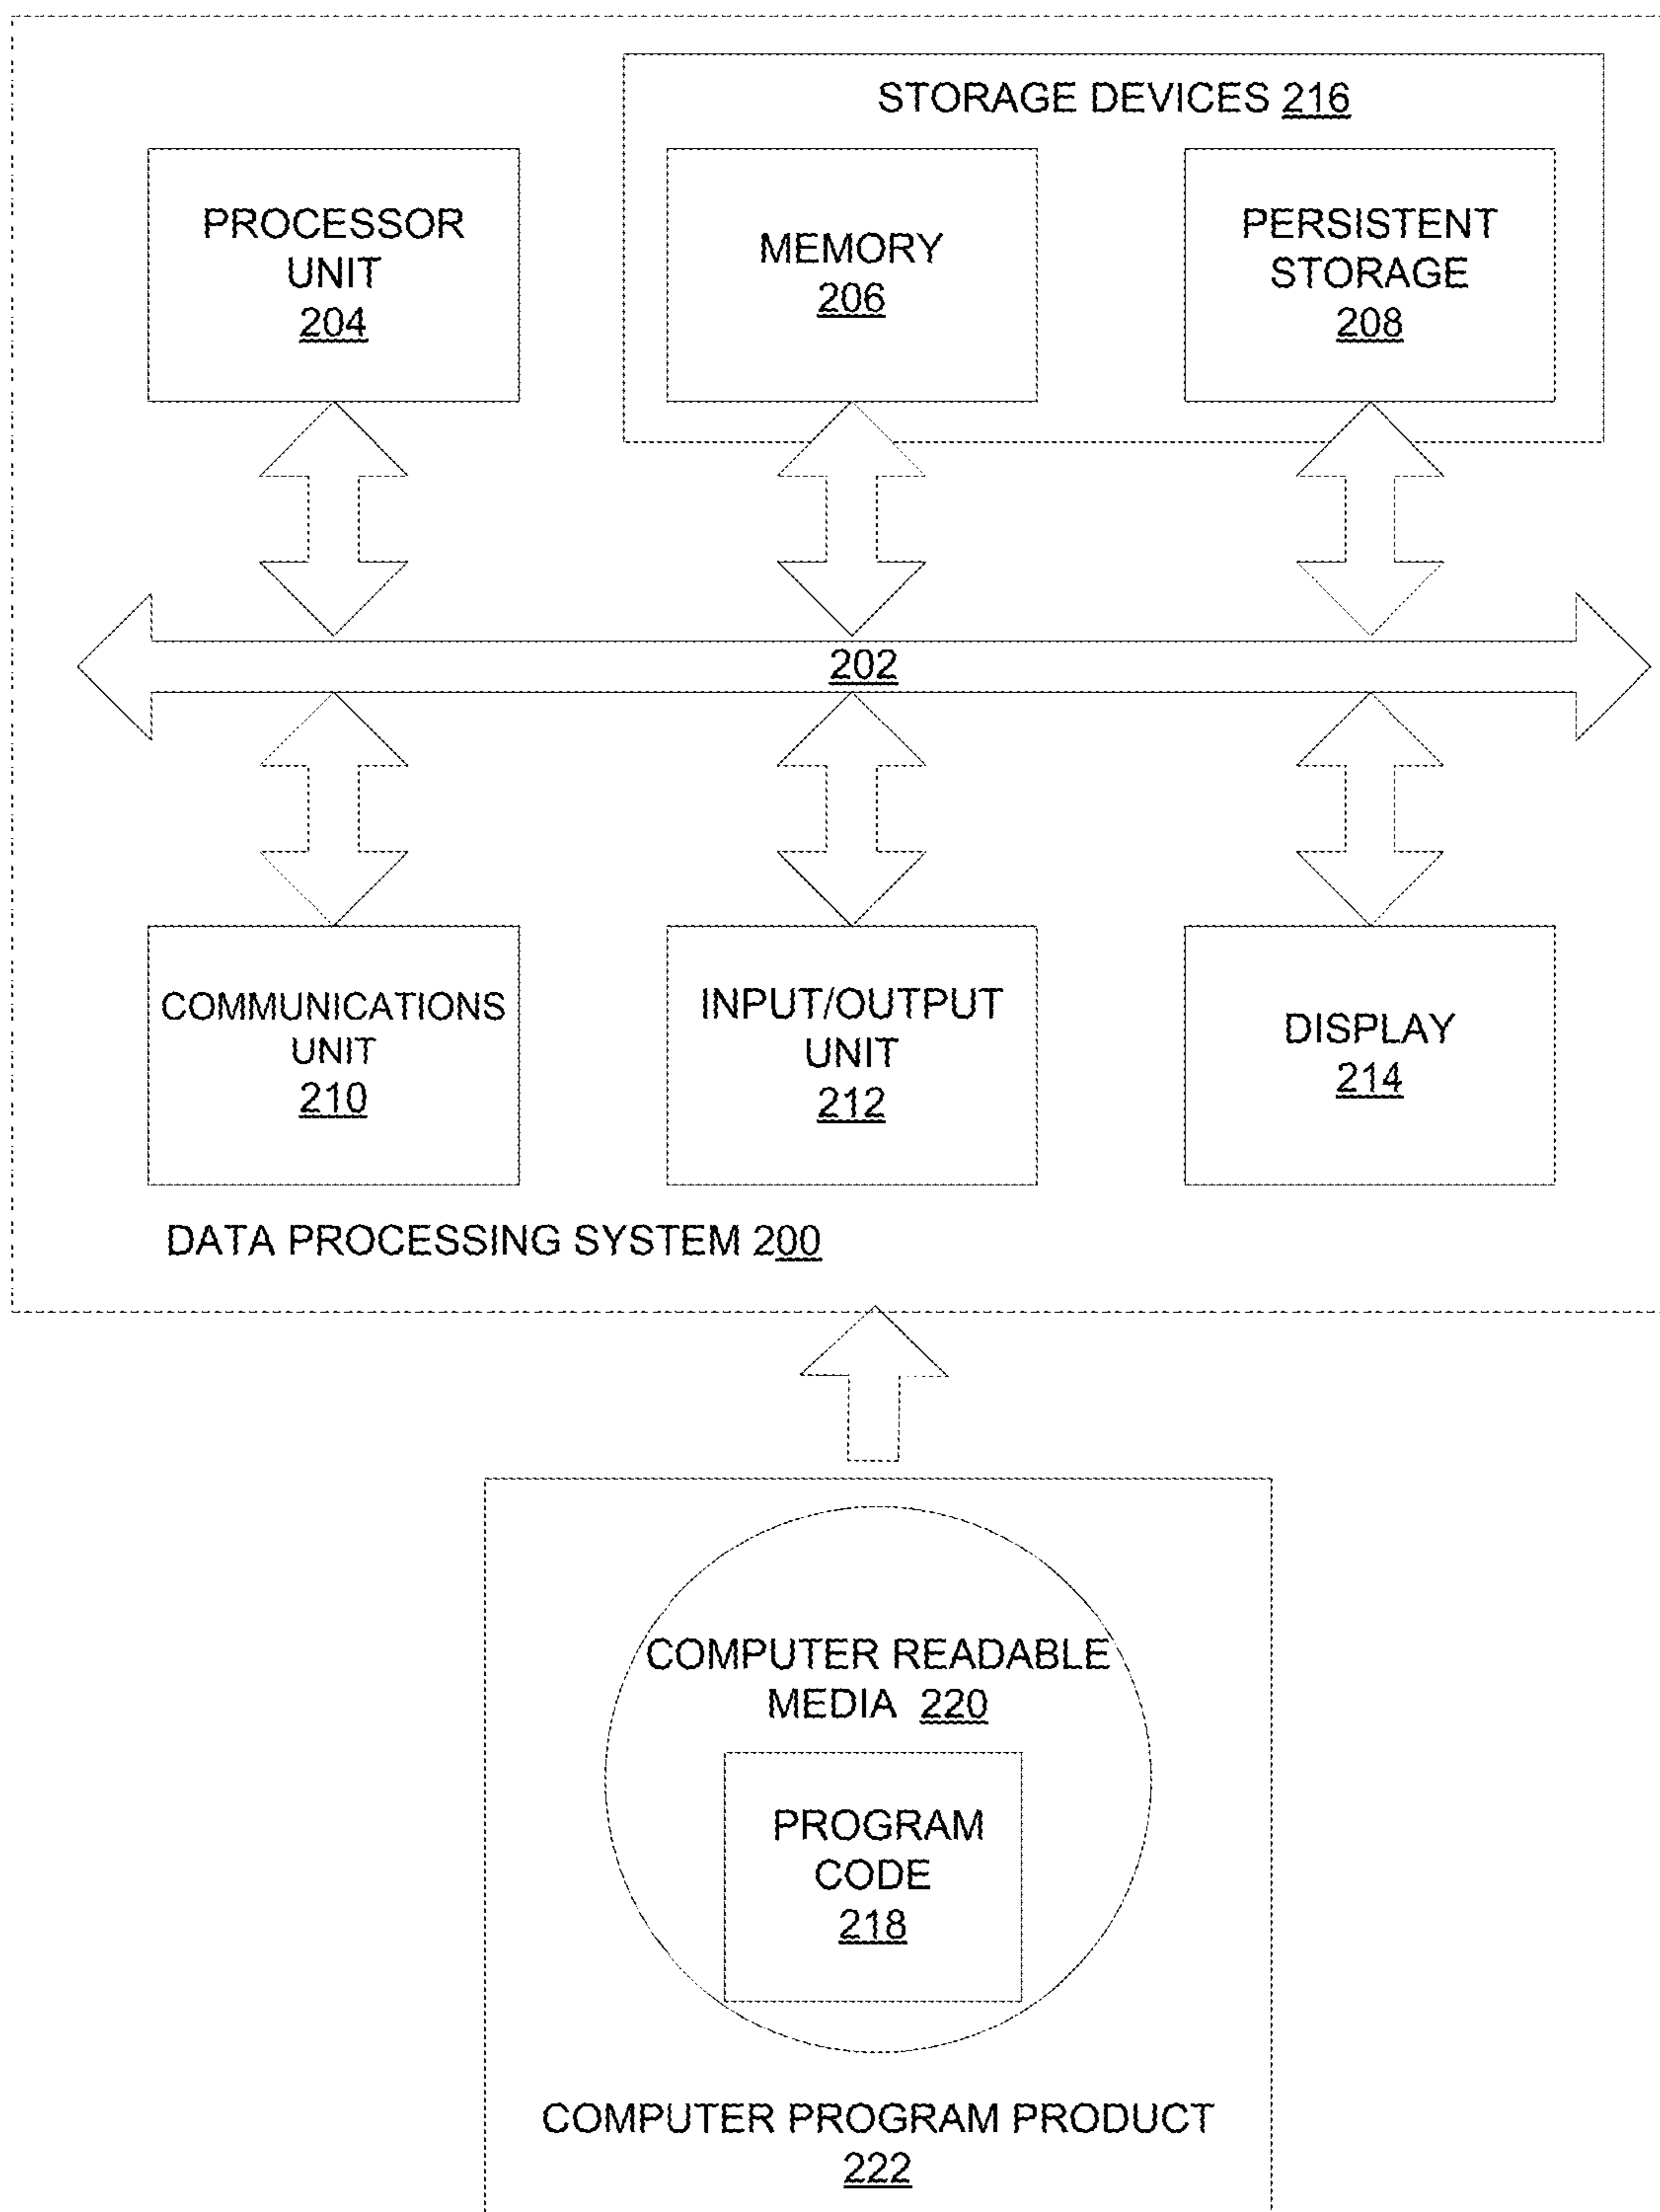 STORAGE DEVICES 216
PROCESSOR
UNIT
204
MEMORY
206
PERSISTENT
STORAGE
208
202
COMMUNICATIONS
UNIT
210
INPUT/OUTPUT
UNIT
212
DISPLAY
214
DATA PROCESSING SYSTEM 200
COMPUTER READABLE
MEDIA 220
PROGRAM
CODE
218
COMPUTER PROGRAM PRODUCT
222